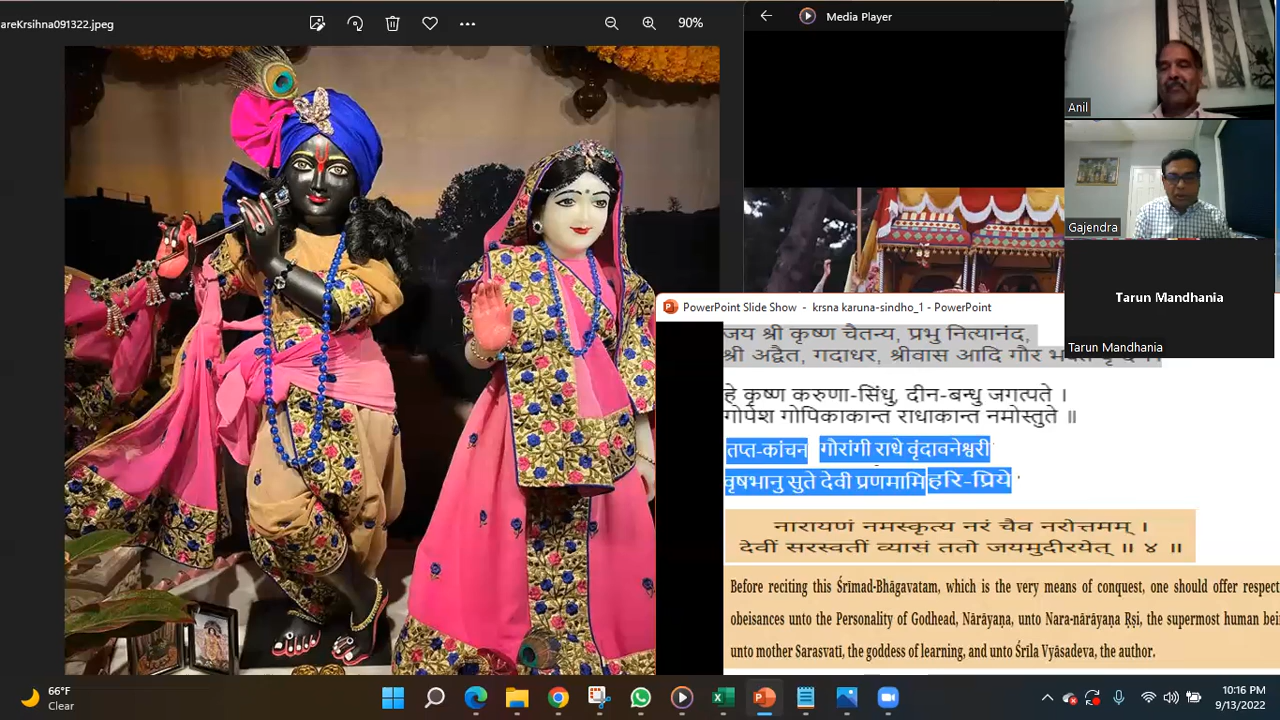 areKrsihna091322.jpeg
90%
Media Player
Anil
Gajendra
Tarun Mandhania
Tarun Mandhania
PowerPoint Slide Show - krsna karuna-sindho_1 - PowerPoint
जय श्री कृष्ण चैतन्य, प्रभु नित्यानंद,
श्री अद्वैत, गदाधर, श्रीवास आदि गौर
हे कृष्ण करुणा-सिंधु, दीन-बन्धु जगत्पते ।
गोपेश गोपिकाकान्त राधाकान्त नमोस्तुते ॥
तप्त-कांचन गौरांगी राधे वृंदावनेश्वरी
वृषभानु सुते देवी प्रणमामि हरि-प्रिये
नारायणं नमस्कृत्य नरं चैव नरोत्तमम् ।
देवीं सरस्वतीं व्यासं ततो जयमुदीरयेत् ॥ ४ ॥
Before reciting this Śrīmad-Bhāgavatam, which is the very means of conquest, one should offer respect
obeisances unto the Personality of Godhead, Nārāyaṇa, unto Nara-nārāyaṇa Ṛṣi, the supermost human bei
unto mother Sarasvatī, the goddess of learning, and unto Śrīla Vyāsadeva, the author.
66°F
Clear
10:16 PM
9/13/2022